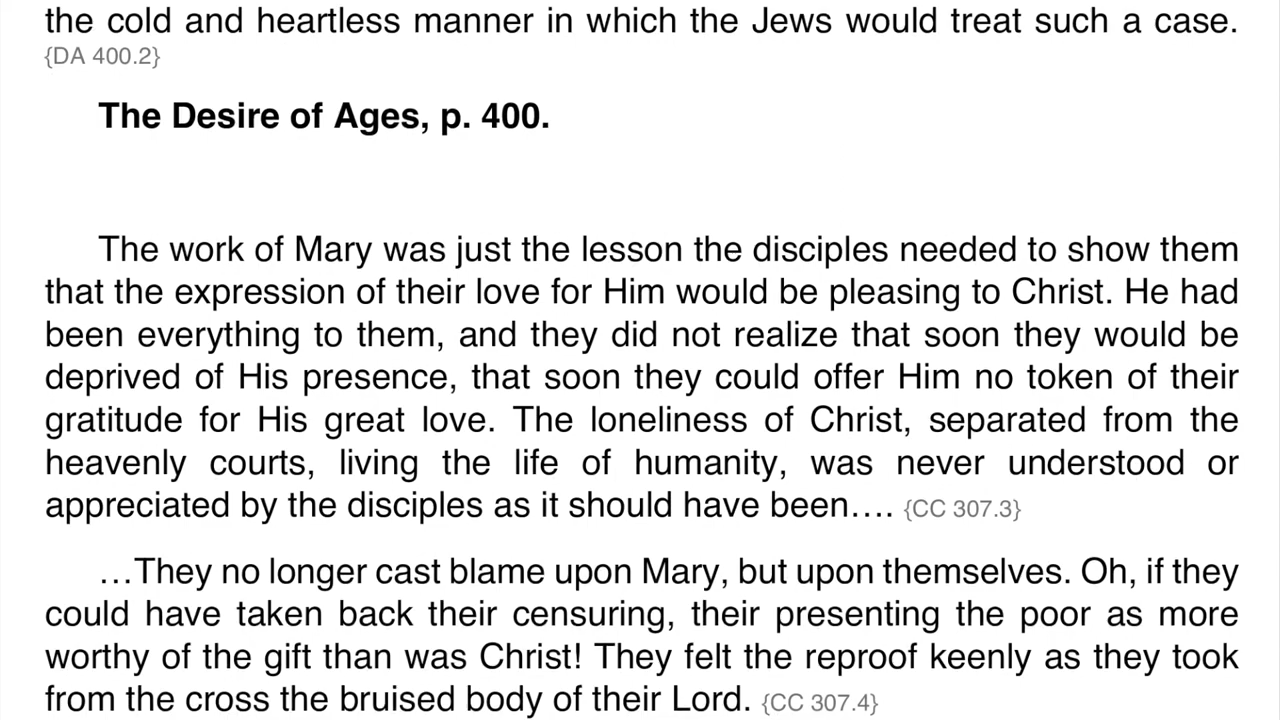 the cold and heartless manner in which the Jews would treat such a case.
{DA 400.2}
The Desire of Ages, p. 400.
The work of Mary was just the lesson the disciples needed to show them
that the expression of their love for Him would be pleasing to Christ. He had
been everything to them, and they did not realize that soon they would be
deprived of His presence, that soon they could offer Him no token of their
gratitude for His great love. The loneliness of Christ, separated from the
heavenly courts, living the life of humanity, was never understood or
appreciated by the disciples as it should have been…. {CC 307.3}
…They no longer cast blame upon Mary, but upon themselves. Oh, if they
could have taken back their censuring, their presenting the poor as more
worthy of the gift than was Christ! They felt the reproof keenly as they took
from the cross the bruised body of their Lord. {CC 307.4}